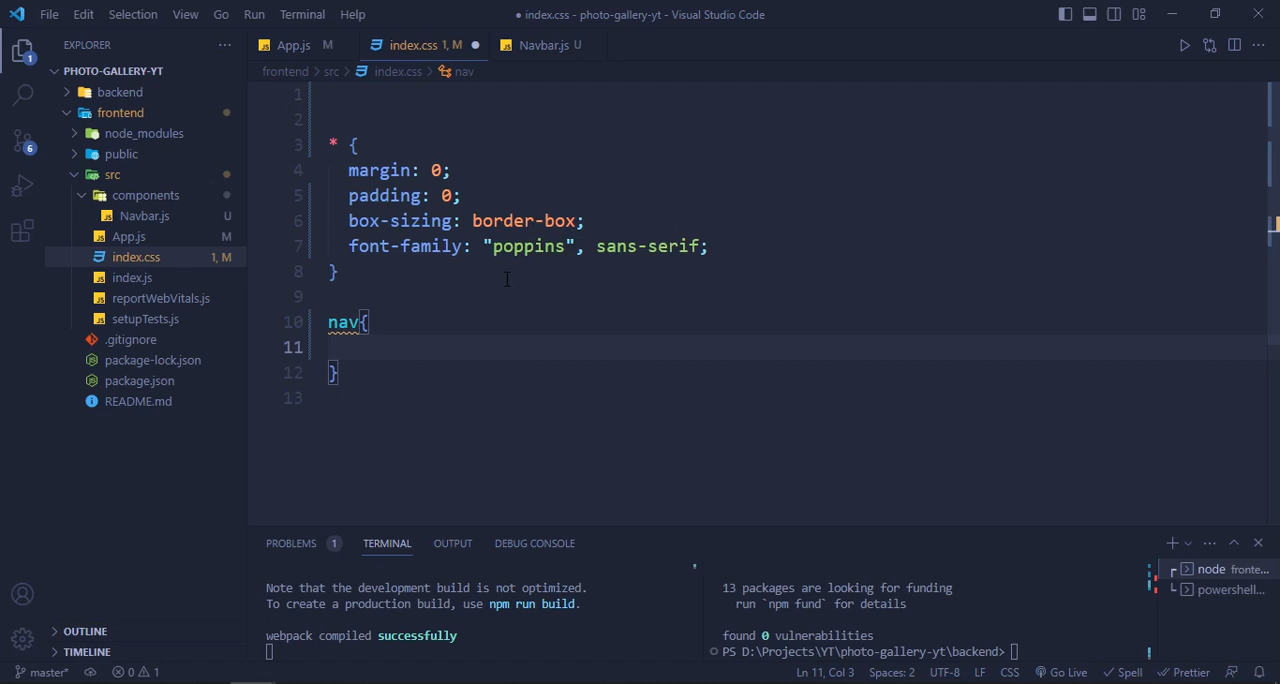 File Edit Selection View Go Run Terminal Help
● index.css - photo-gallery-yt - Visual Studio Code
EXPLORER
PHOTO-GALLERY-YT
backend
frontend
node_modules
public
src
components
Navbar.js U
App.js M
index.css 1, M
index.js
reportWebVitals.js
setupTests.js
.gitignore
package-lock.json
package.json
README.md
OUTLINE
TIMELINE
1
6
JS App.js M
index.css 1, M ●
JS Navbar.js U
frontend > src > index.css > nav
1
2
3 * {
4 margin: 0;
5 padding: 0;
6 box-sizing: border-box;
7 font-family: "poppins", sans-serif;
8 }
9
10 nav{
11
12 }
13
PROBLEMS 1 TERMINAL OUTPUT DEBUG CONSOLE
Note that the development build is not optimized.
To create a production build, use npm run build.
webpack compiled successfully
13 packages are looking for funding
run `npm fund` for details
found 0 vulnerabilities
PS D:\Projects\YT\photo-gallery-yt\backend>
node fronte...
powershell...
master* 0 1
Ln 11, Col 3 Spaces: 2 UTF-8 LF CSS Go Live Spell Prettier